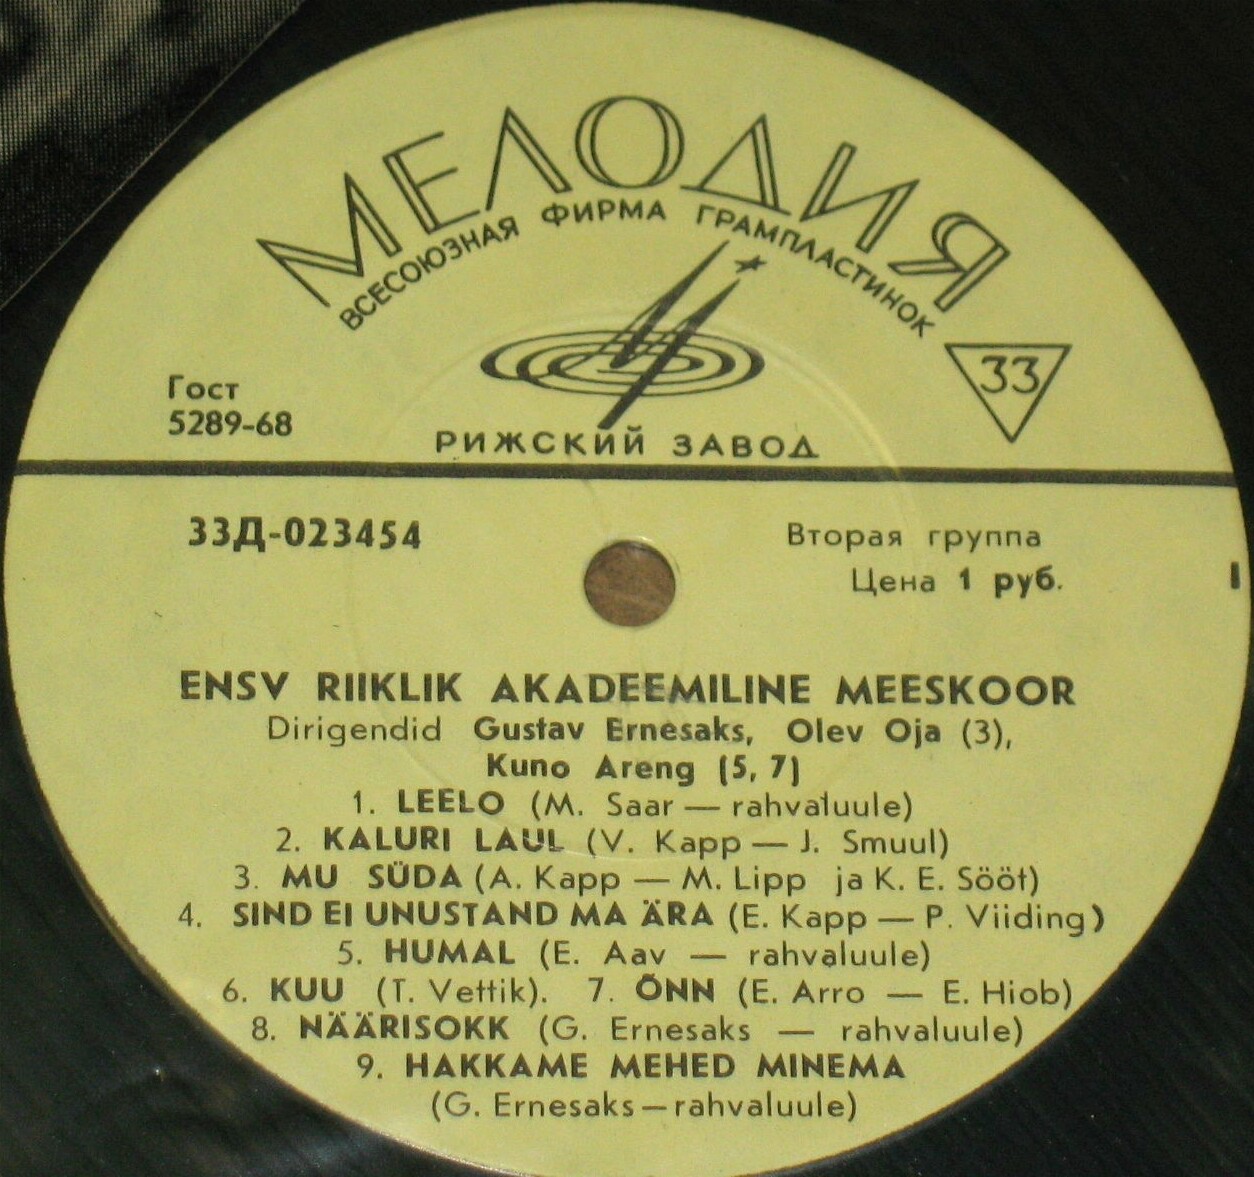 МЕЛОДИЯ
ВСЕСОЮЗНАЯ ФИРМА ГРАМПЛАСТИНОК
33
Гост
5289-68
РИЖСКИЙ ЗАВОД
33Д-023454
Вторая группа
Цена 1 руб.
I
ENSV RIIKLIK AKADEEMILINE MEESKOOR
Dirigendid Gustav Ernesaks, Olev Oja (3),
Kuno Areng (5, 7)
1. LEELO (M. Saar — rahvaluule)
2. KALURI LAUL (V. Kapp — J. Smuul)
3. MU SÜDA (A. Kapp — M. Lipp ja K. E. Sööt)
4. SIND EI UNUSTAND MA ÄRA (E. Kapp — P. Viiding)
5. HUMAL (E. Aav — rahvaluule)
6. KUU (T. Vettik). 7. ÕNN (E. Arro — E. Hiob)
8. NÄÄRISOKK (G. Ernesaks — rahvaluule)
9. HAKKAME MEHED MINEMA
(G. Ernesaks — rahvaluule)